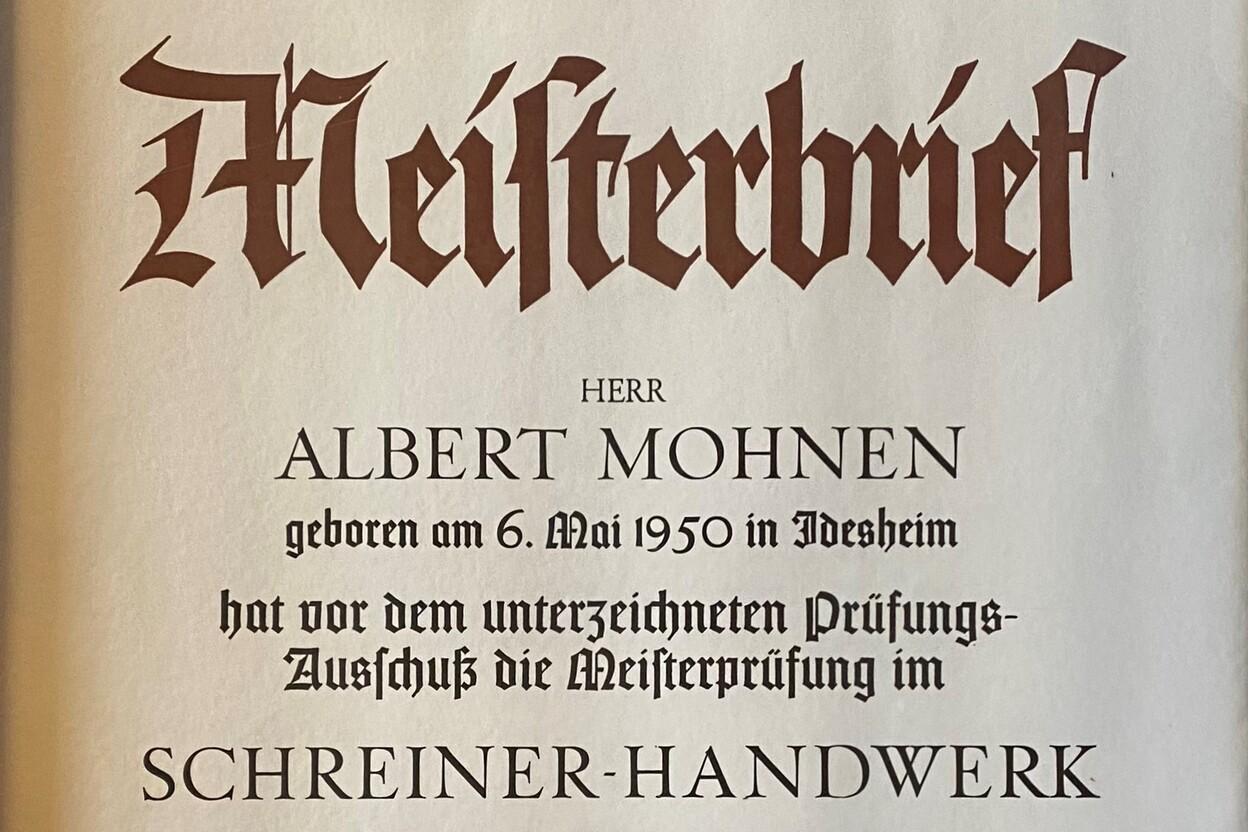 Meiſterbrief
HERR
ALBERT MOHNEN
geboren am 6. Mai 1950 in Idesheim
hat vor dem unterzeichneten Prüfungs-
Ausſchuß die Meiſterprüfung im
SCHREINER-HANDWERK